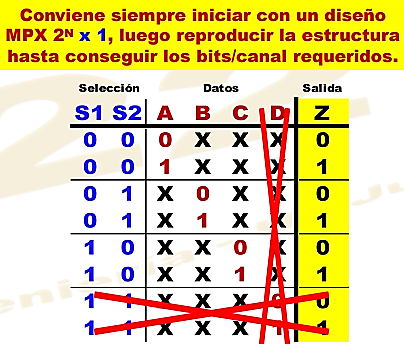 Conviene siempre iniciar con un diseño
MPX 2ᴺ x 1, luego reproducir la estructura
hasta conseguir los bits/canal requeridos.
Selección Datos Salida
S1 S2 A B C D Z
0 0 0 X X X 0
0 0 1 X X X 1
0 1 X 0 X X 0
0 1 X 1 X X 1
1 0 X X 0 X 0
1 0 X X 1 X 1
1 1 X X X 0 0
1 1 X X X 1 1